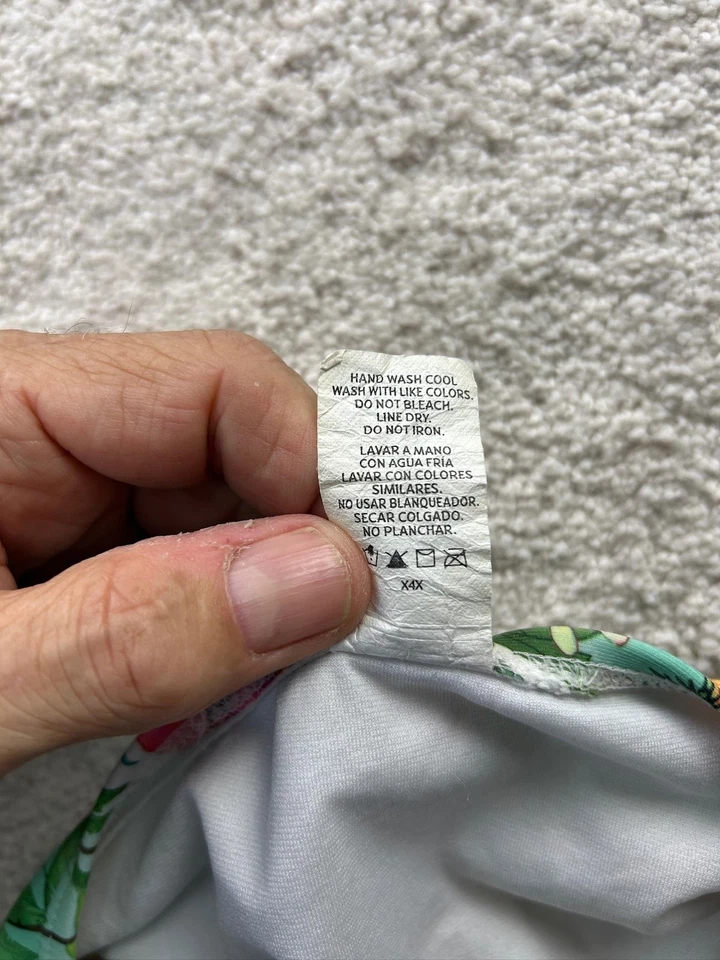 HAND WASH COOL
WASH WITH LIKE COLORS.
DO NOT BLEACH.
LINE DRY.
DO NOT IRON.
LAVAR A MANO
CON AGUA FRÍA
LAVAR CON COLORES
SIMILARES.
NO USAR BLANQUEADOR.
SECAR COLGADO.
NO PLANCHAR.
X4X